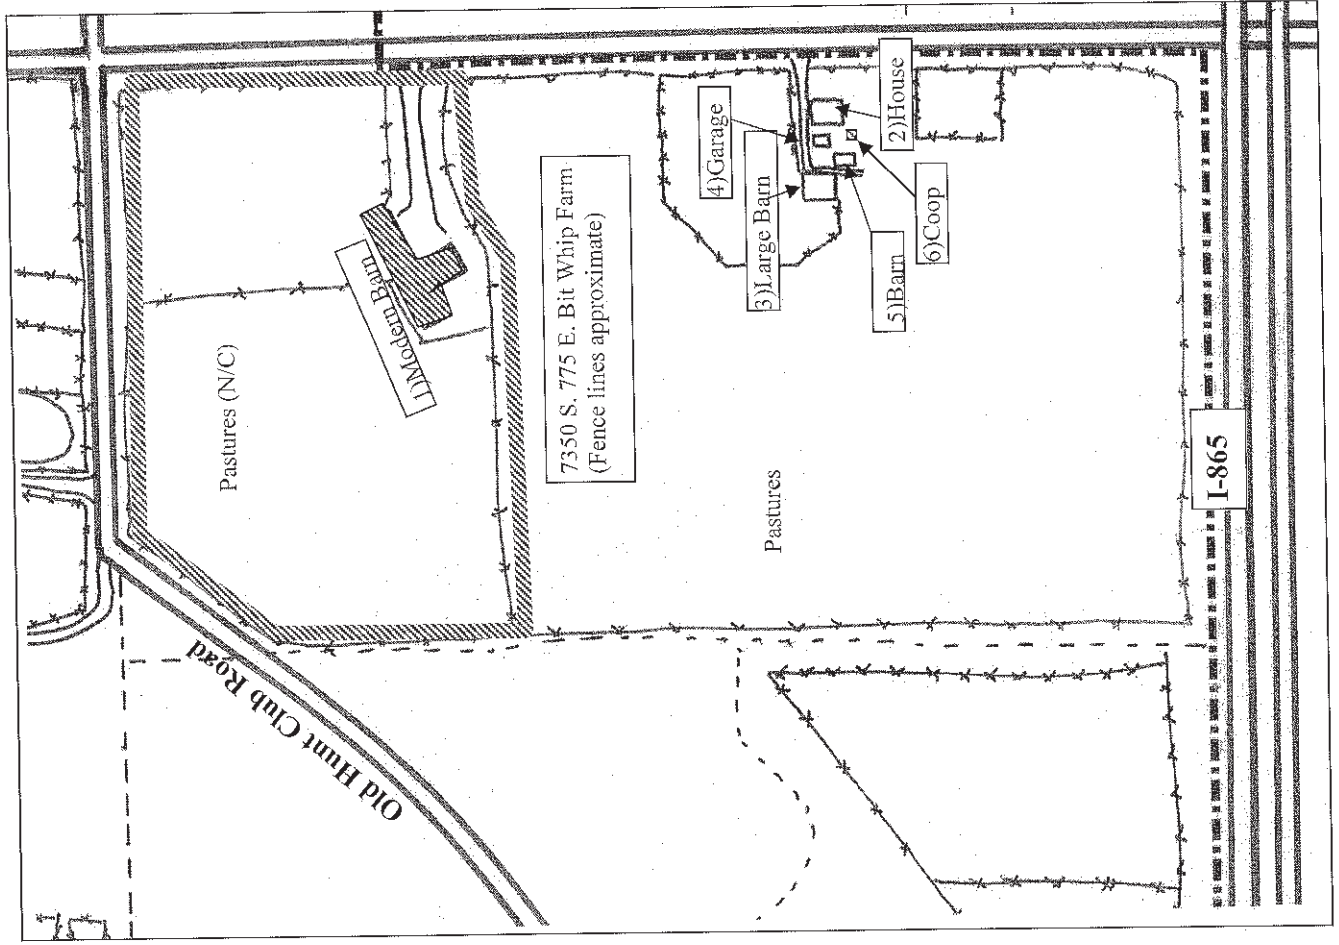 Old Hunt Club Road
Pastures (N/C)
1)Modern Barn
7350 S. 775 E. Bit Whip Farm
(Fence lines approximate)
Pastures
4)Garage
3)Large Barn
2)House
5)Barn
6)Coop
I-865